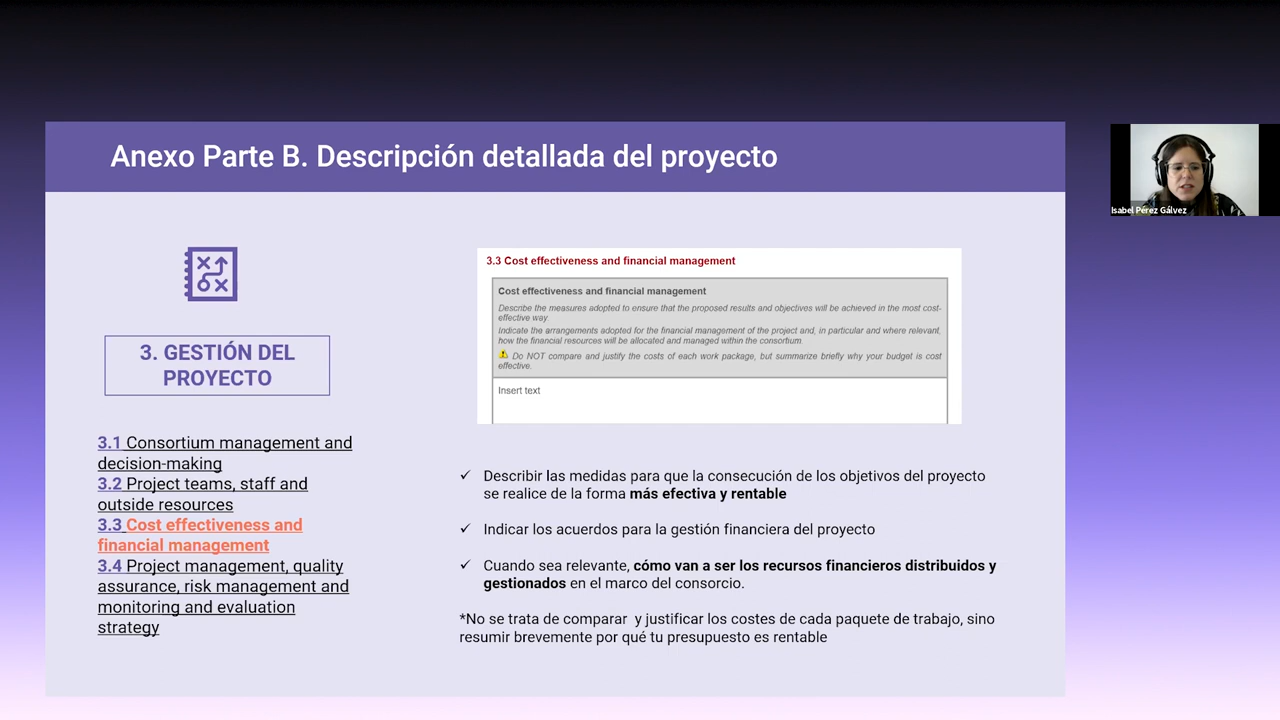 Anexo Parte B. Descripción detallada del proyecto
Isabel Pérez Gálvez
3. GESTIÓN DEL
PROYECTO
3.1 Consortium management and
decision-making
3.2 Project teams, staff and
outside resources
3.3 Cost effectiveness and
financial management
3.4 Project management, quality
assurance, risk management and
monitoring and evaluation
strategy
3.3 Cost effectiveness and financial management
Cost effectiveness and financial management
Describe the measures adopted to ensure that the proposed results and objectives will be achieved in the most cost-
effective way.
Indicate the arrangements adopted for the financial management of the project and, in particular and where relevant,
how the financial resources will be allocated and managed within the consortium.
Do NOT compare and justify the costs of each work package, but summarize briefly why your budget is cost
effective.
Insert text
✓ Describir las medidas para que la consecución de los objetivos del proyecto
se realice de la forma más efectiva y rentable
✓ Indicar los acuerdos para la gestión financiera del proyecto
✓ Cuando sea relevante, cómo van a ser los recursos financieros distribuidos y
gestionados en el marco del consorcio.
*No se trata de comparar y justificar los costes de cada paquete de trabajo, sino
resumir brevemente por qué tu presupuesto es rentable